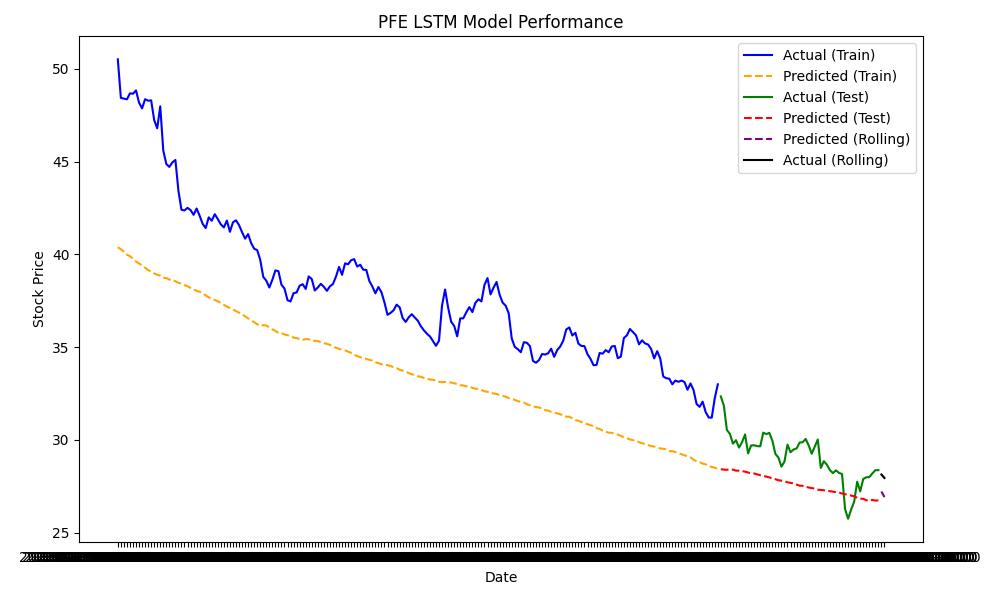 PFE LSTM Model Performance
Actual (Train)
Predicted (Train)
Actual (Test)
Predicted (Test)
Predicted (Rolling)
Actual (Rolling)
50
45
40
35
30
25
Stock Price
Date